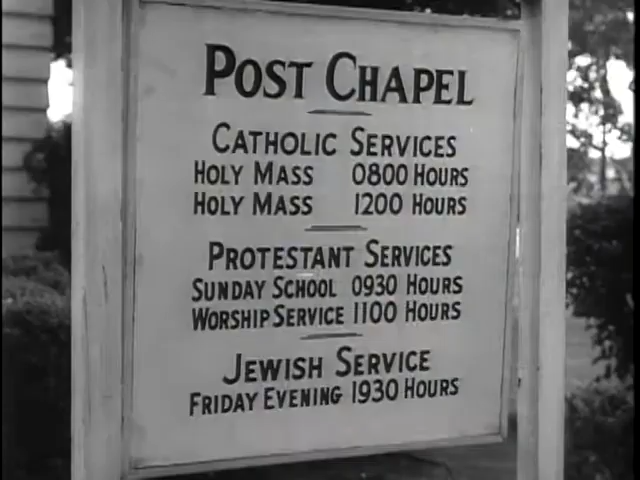 POST CHAPEL
CATHOLIC SERVICES
HOLY MASS 0800 HOURS
HOLY MASS 1200 HOURS
PROTESTANT SERVICES
SUNDAY SCHOOL 0930 HOURS
WORSHIP SERVICE 1100 HOURS
JEWISH SERVICE
FRIDAY EVENING 1930 HOURS